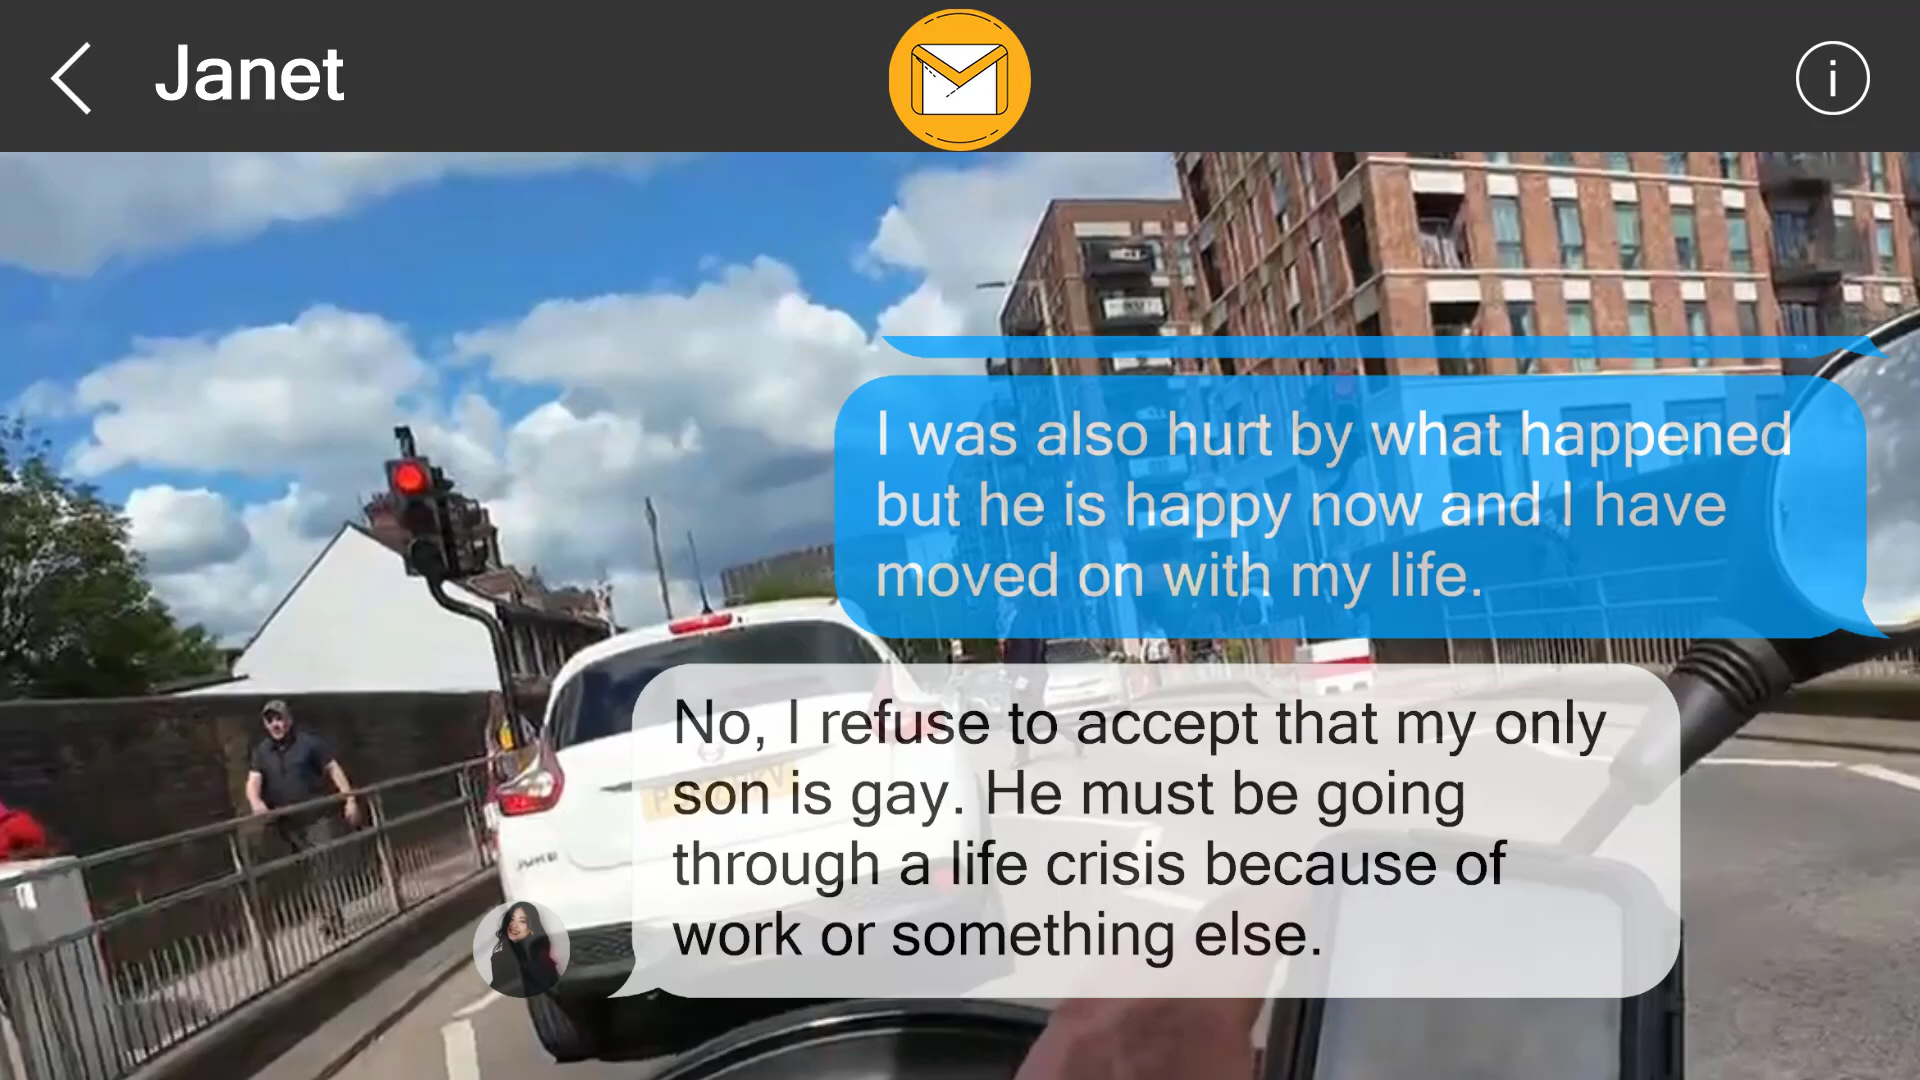 Janet
i
I was also hurt by what happened
but he is happy now and I have
moved on with my life.
No, I refuse to accept that my only
son is gay. He must be going
through a life crisis because of
work or something else.